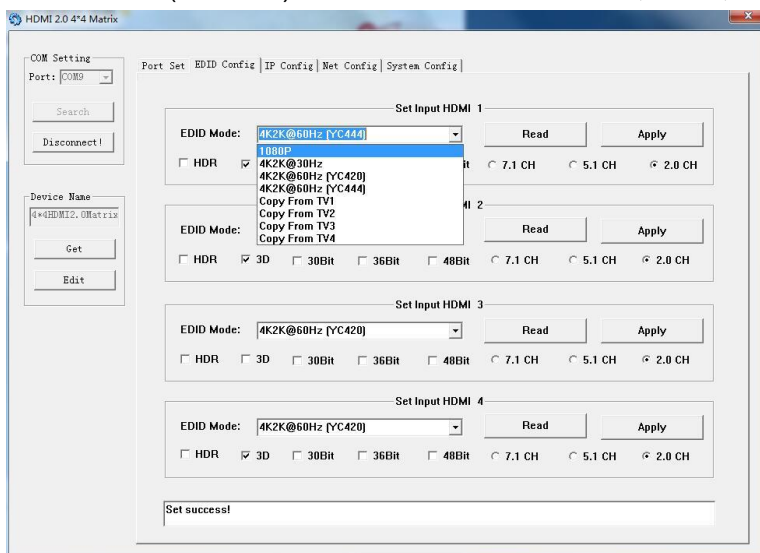 HDMI 2.0 4*4 Matrix
COM Setting
Port: COM9
Search
Disconnect!
Device Name
4*4HDMI2.0Matrix
Get
Edit
Port Set EDID Config IP Config Net Config System Config
Set Input HDMI 1
EDID Mode: 4K2K@60Hz [YC444] Read Apply
1080P
4K2K@30Hz
4K2K@60Hz [YC420]
4K2K@60Hz [YC444]
Copy From TV1
Copy From TV2
Copy From TV3
Copy From TV4
HDR 7.1 CH 5.1 CH 2.0 CH
2
EDID Mode: Read Apply
HDR 3D 30Bit 36Bit 48Bit 7.1 CH 5.1 CH 2.0 CH
Set Input HDMI 3
EDID Mode: 4K2K@60Hz [YC420] Read Apply
HDR 3D 30Bit 36Bit 48Bit 7.1 CH 5.1 CH 2.0 CH
Set Input HDMI 4
EDID Mode: 4K2K@60Hz [YC420] Read Apply
HDR 3D 30Bit 36Bit 48Bit 7.1 CH 5.1 CH 2.0 CH
Set success!